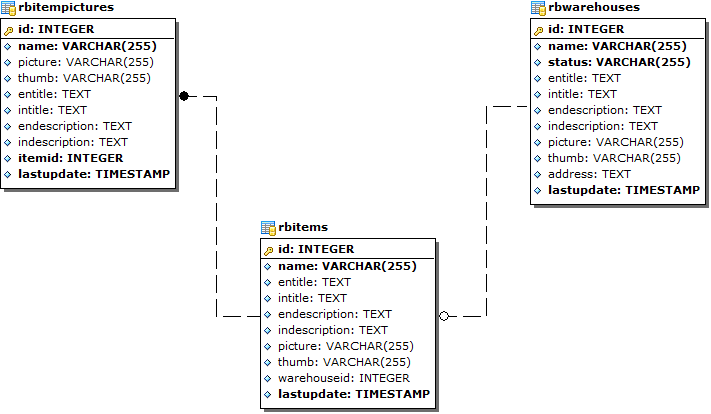 rbitempictures
id: INTEGER
name: VARCHAR(255)
picture: VARCHAR(255)
thumb: VARCHAR(255)
entitle: TEXT
intitle: TEXT
endescription: TEXT
indescription: TEXT
itemid: INTEGER
lastupdate: TIMESTAMP
rbwarehouses
id: INTEGER
name: VARCHAR(255)
status: VARCHAR(255)
entitle: TEXT
intitle: TEXT
endescription: TEXT
indescription: TEXT
picture: VARCHAR(255)
thumb: VARCHAR(255)
address: TEXT
lastupdate: TIMESTAMP
rbitems
id: INTEGER
name: VARCHAR(255)
entitle: TEXT
intitle: TEXT
endescription: TEXT
indescription: TEXT
picture: VARCHAR(255)
thumb: VARCHAR(255)
warehouseid: INTEGER
lastupdate: TIMESTAMP